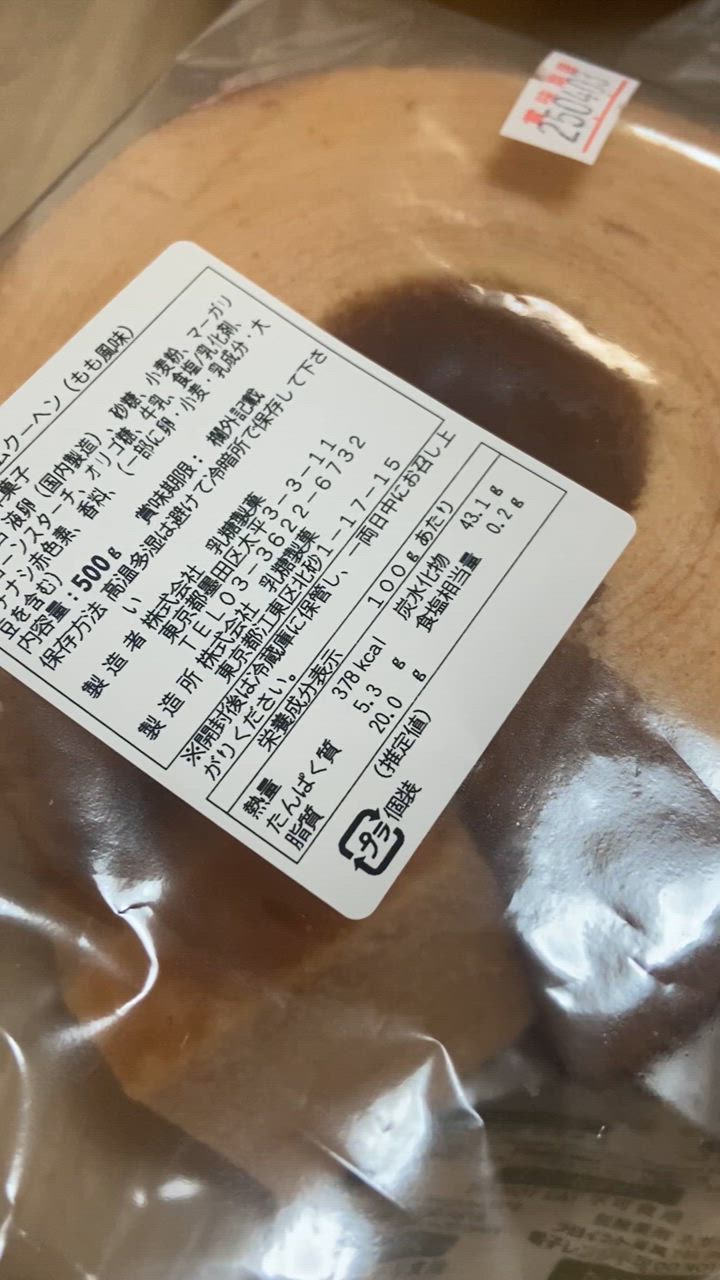 賞味期限
250403
ムクーヘン（もも風味）
菓子
液卵（国内製造）、砂糖、小麦粉、マーガリ
ーンスターチ、オリゴ糖、牛乳、食塩/乳化剤、
チナシ赤色素、香料、（一部に卵・小麦・乳成分・大
豆を含む）
内容量：500g　賞味期限：欄外記載
保存方法　高温多湿は避けて冷暗所で保存して下さ
い
製造者　株式会社　乳糖製菓
東京都墨田区太平3-3-11
TEL03-3622-6732
製造所　株式会社　乳糖製菓
東京都江東区北砂1-17-15
※開封後は冷蔵庫に保管し、一両日中にお召し上
がりください。
栄養成分表示　100gあたり
熱量　378kcal　炭水化物　43.1g
たんぱく質　5.3g　食塩相当量　0.2g
脂質　20.0g
（推定値）
プラ　個装